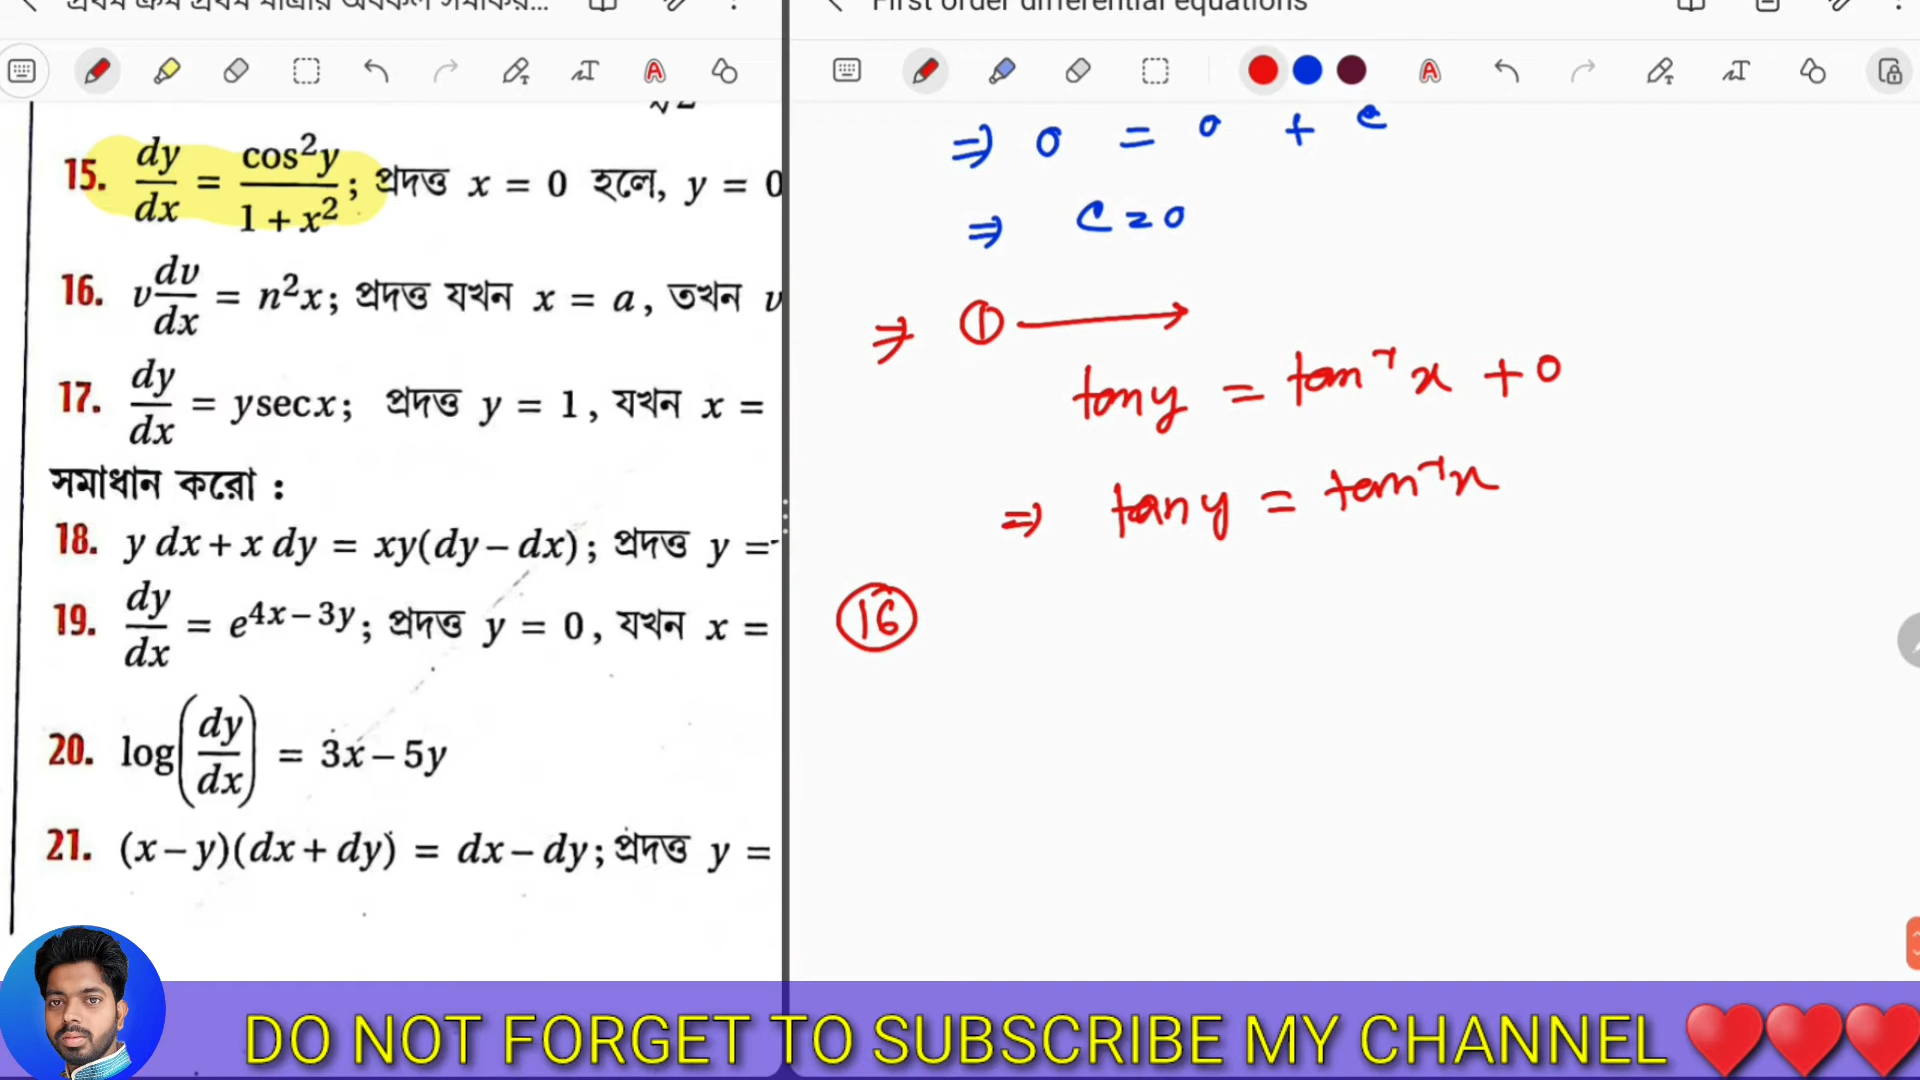 First order differential equations
15. dy/dx = cos²y/1 + x²; প্রদত্ত x = 0 হলে, y = 0
16. v dv/dx = n²x; প্রদত্ত যখন x = a, তখন v
17. dy/dx = ysecx; প্রদত্ত y = 1, যখন x =
সমাধান করো :
18. y dx + x dy = xy(dy – dx); প্রদত্ত y =
19. dy/dx = e^{4x – 3y}; প্রদত্ত y = 0, যখন x =
20. log(dy/dx) = 3x – 5y
21. (x – y)(dx + dy) = dx – dy; প্রদত্ত y =
⇒ 0 = 0 + c
⇒ c = 0
⇒ ① ⟶
tan y = tan⁻¹ x + 0
⇒ tan y = tan⁻¹x
⑯
DO NOT FORGET TO SUBSCRIBE MY CHANNEL ❤️❤️❤️